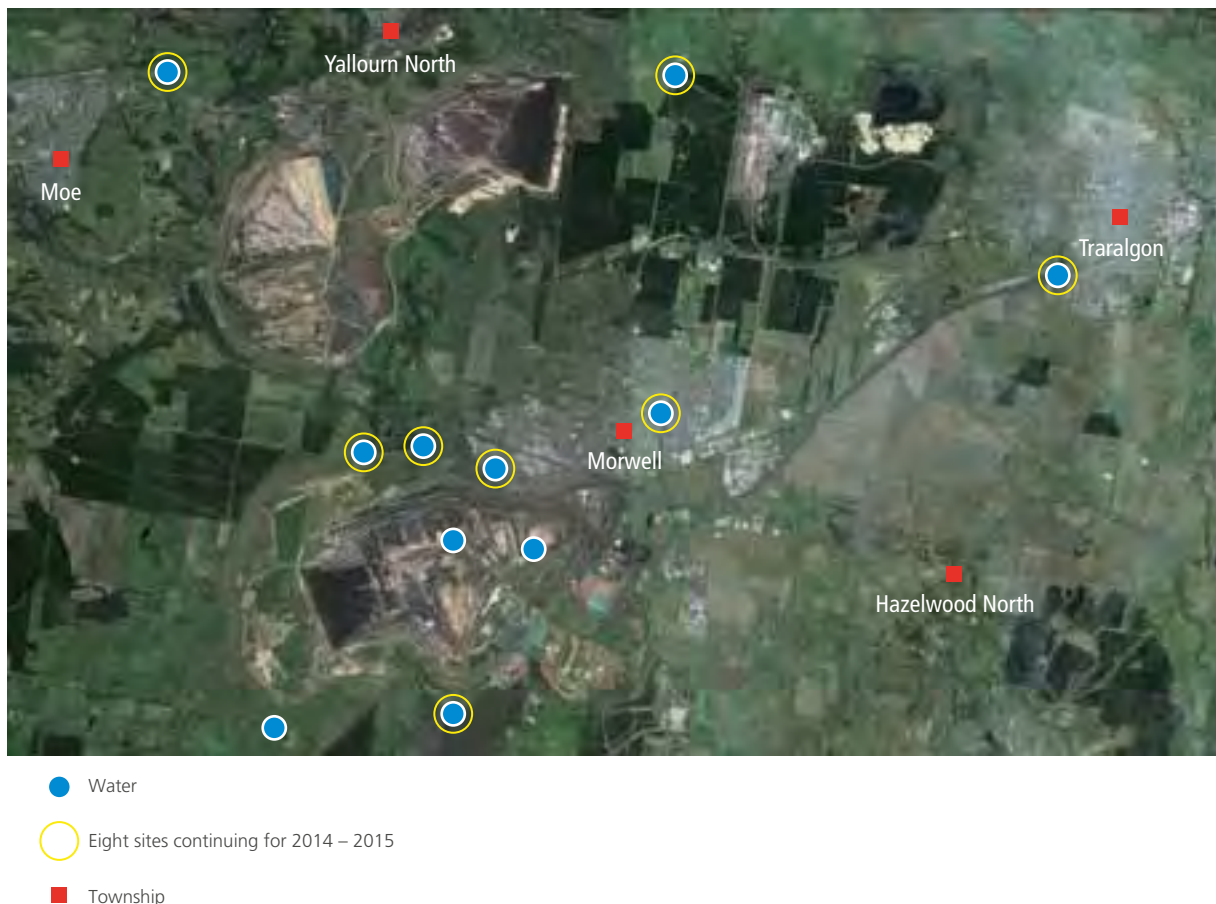 Yallourn North
Moe
Traralgon
Morwell
Hazelwood North
Water
Eight sites continuing for 2014 – 2015
Township